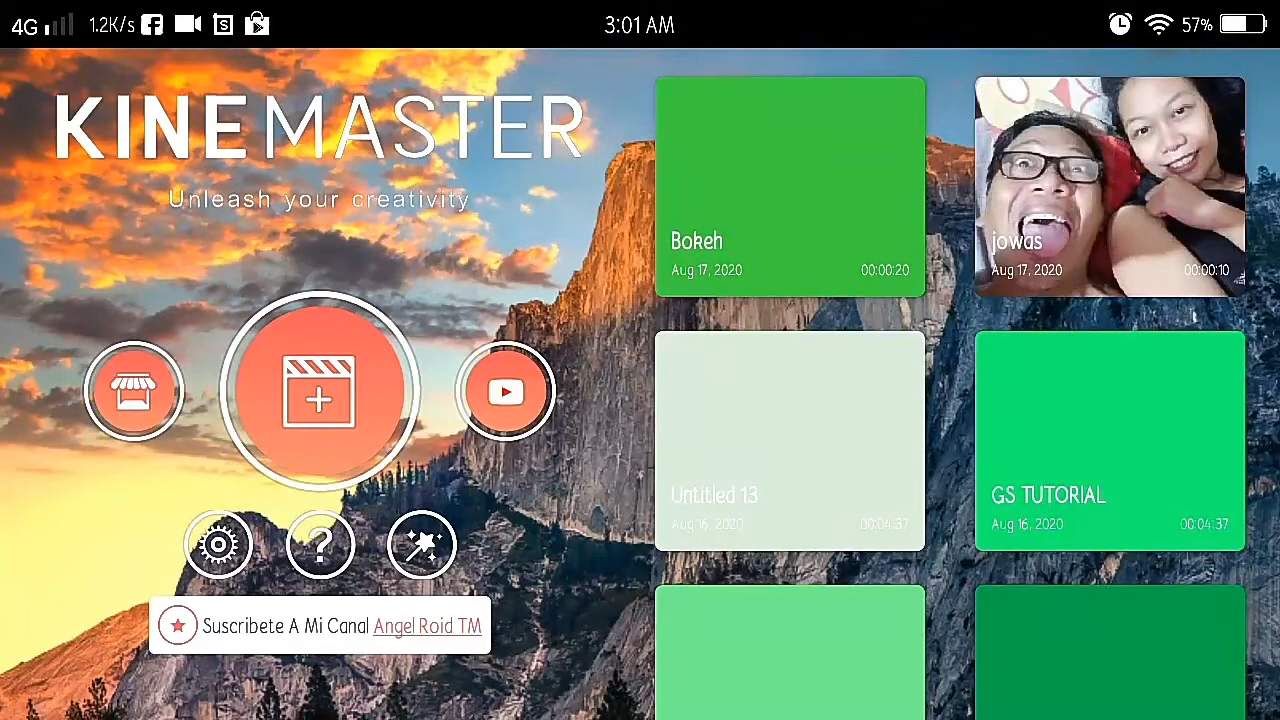 4G 1.2K/s 3:01 AM 57%
KINEMASTER
Unleash your creativity
Suscribete A Mi Canal Angel Roid TM
Bokeh
Aug 17, 2020 00:00:20
jowas
Aug 17, 2020 00:00:10
Untitled 13
Aug 16, 2020 00:04:37
GS TUTORIAL
Aug 16, 2020 00:04:37